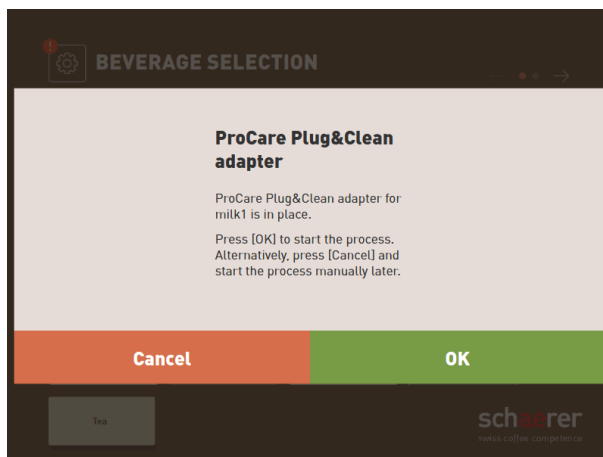 !
BEVERAGE SELECTION
ProCare Plug&Clean
adapter
ProCare Plug&Clean adapter for
milk1 is in place.
Press [OK] to start the process.
Alternatively, press [Cancel] and
start the process manually later.
Cancel
OK
Tea
schaerer
swiss coffee competence